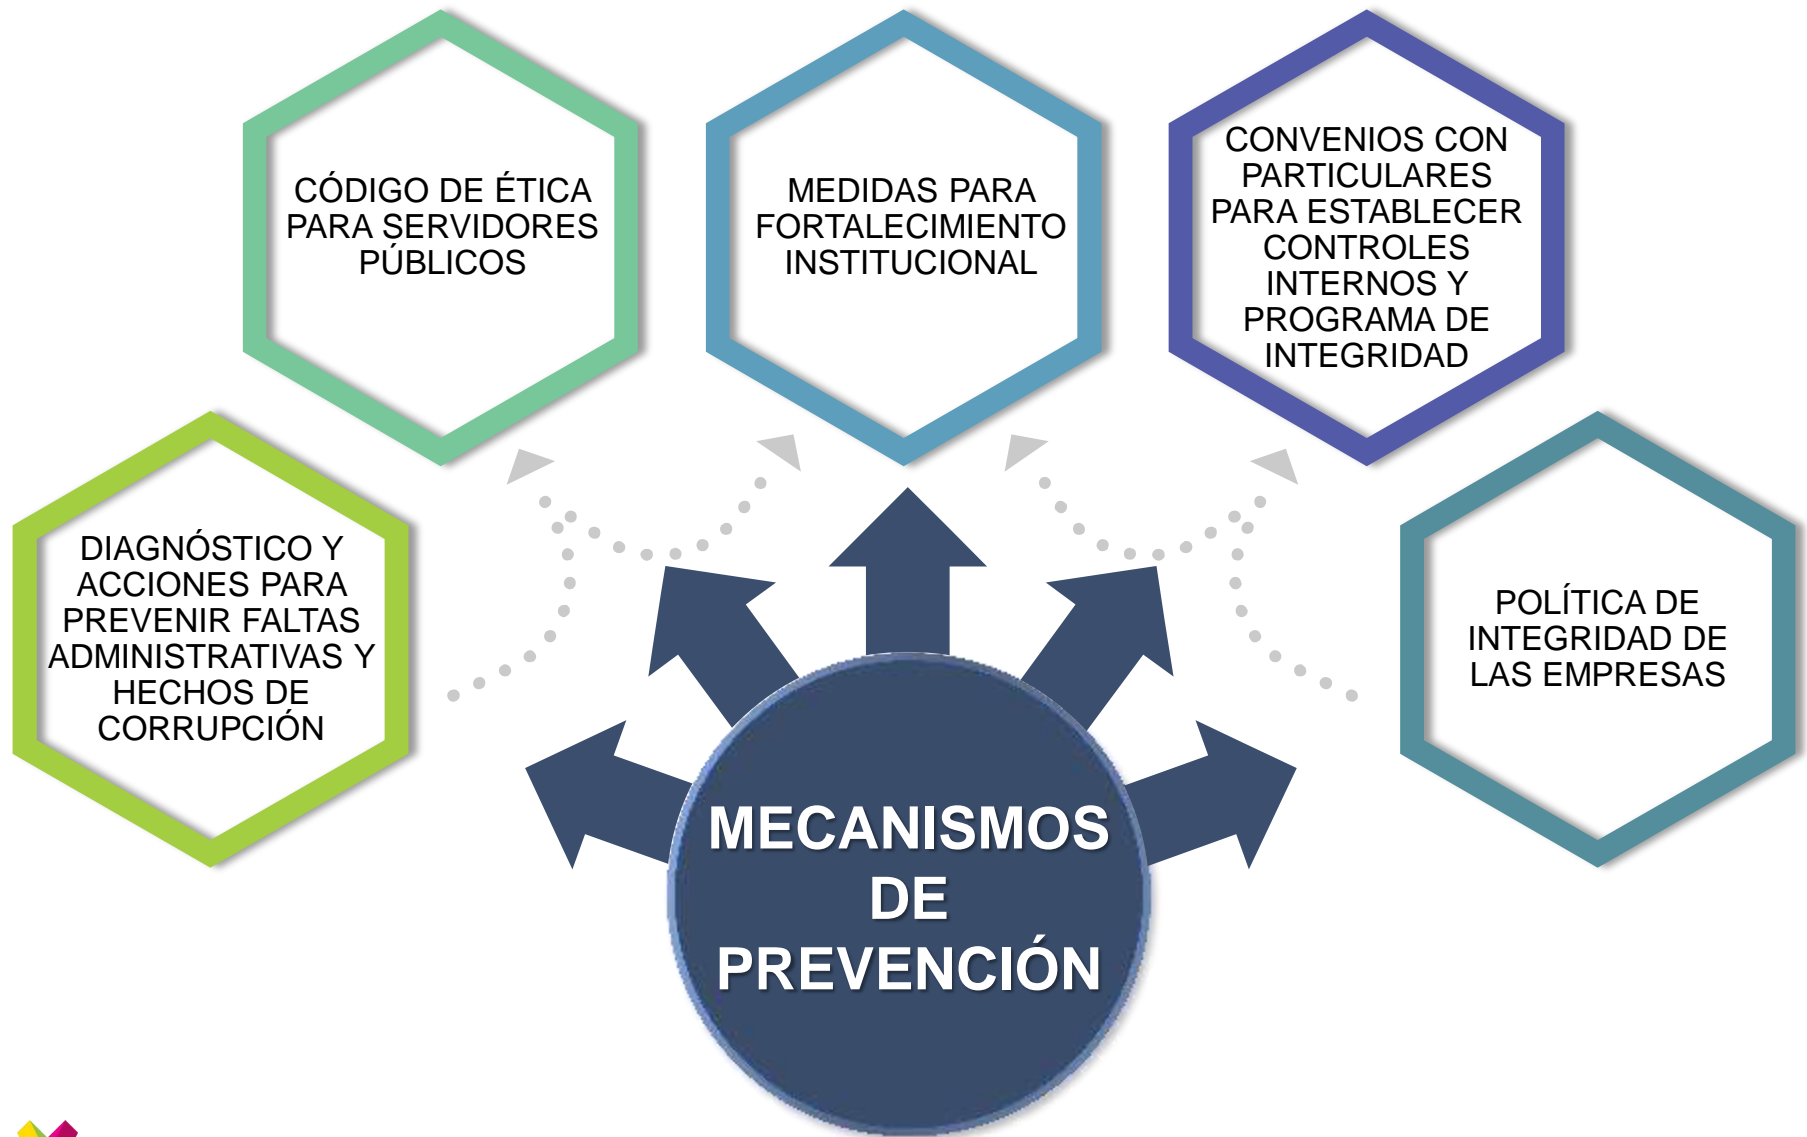 CÓDIGO DE ÉTICA
PARA SERVIDORES
PÚBLICOS
MEDIDAS PARA
FORTALECIMIENTO
INSTITUCIONAL
CONVENIOS CON
PARTICULARES
PARA ESTABLECER
CONTROLES
INTERNOS Y
PROGRAMA DE
INTEGRIDAD
DIAGNÓSTICO Y
ACCIONES PARA
PREVENIR FALTAS
ADMINISTRATIVAS Y
HECHOS DE
CORRUPCIÓN
POLÍTICA DE
INTEGRIDAD DE
LAS EMPRESAS
MECANISMOS
DE
PREVENCIÓN